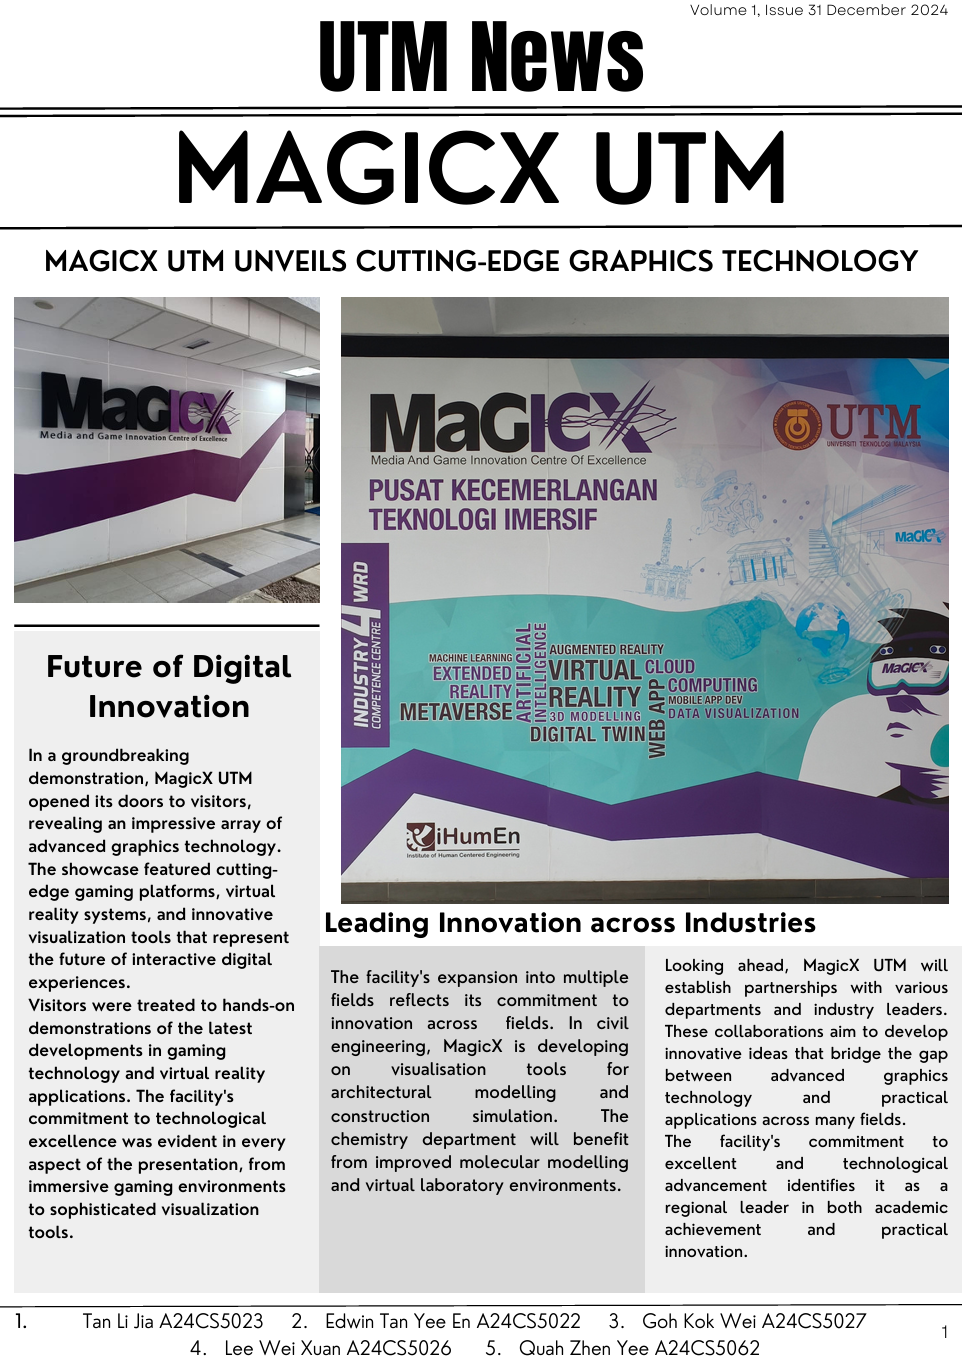 Volume 1, Issue 31 December 2024
UTM News
MAGICX UTM
MAGICX UTM UNVEILS CUTTING-EDGE GRAPHICS TECHNOLOGY
MaGICX
Media and Game Innovation Centre of Excellence
MaGICX
Media And Game Innovation Centre Of Excellence
UTM
UNIVERSITI TEKNOLOGI MALAYSIA
PUSAT KECEMERLANGAN
TEKNOLOGI IMERSIF
MaGICX
INDUSTRY 4 WRD
COMPETENCE CENTRE
MACHINE LEARNING
EXTENDED
REALITY
METAVERSE
ARTIFICIAL
INTELLIGENCE
AUGMENTED REALITY
VIRTUAL
REALITY
3D MODELLING
DIGITAL TWIN
WEB APP
CLOUD
COMPUTING
MOBILE APP DEV
DATA VISUALIZATION
MaGICX
iHumEn
Institute of Human Centered Engineering
Future of Digital
Innovation
In a groundbreaking
demonstration, MagicX UTM
opened its doors to visitors,
revealing an impressive array of
advanced graphics technology.
The showcase featured cutting-
edge gaming platforms, virtual
reality systems, and innovative
visualization tools that represent
the future of interactive digital
experiences.
Visitors were treated to hands-on
demonstrations of the latest
developments in gaming
technology and virtual reality
applications. The facility's
commitment to technological
excellence was evident in every
aspect of the presentation, from
immersive gaming environments
to sophisticated visualization
tools.
Leading Innovation across Industries
The facility's expansion into multiple
fields reflects its commitment to
innovation across fields. In civil
engineering, MagicX is developing
on visualisation tools for
architectural modelling and
construction simulation. The
chemistry department will benefit
from improved molecular modelling
and virtual laboratory environments.
Looking ahead, MagicX UTM will
establish partnerships with various
departments and industry leaders.
These collaborations aim to develop
innovative ideas that bridge the gap
between advanced graphics
technology and practical
applications across many fields.
The facility's commitment to
excellent and technological
advancement identifies it as a
regional leader in both academic
achievement and practical
innovation.
1. Tan Li Jia A24CS5023 2. Edwin Tan Yee En A24CS5022 3. Goh Kok Wei A24CS5027
4. Lee Wei Xuan A24CS5026 5. Quah Zhen Yee A24CS5062
1